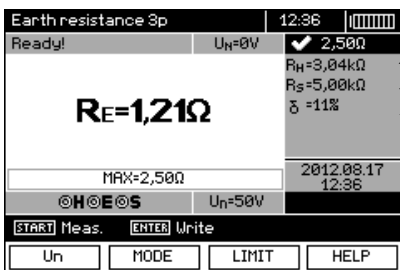 Earth resistance 3p 12:36
Ready! UN=0V ✔ 2,50Ω
RH=3,04kΩ
RS=5,00kΩ
δ =11%
RE=1,21Ω
MAX=2,50Ω
2012.08.17
12:36
◎H◎E◎S Un=50V
START Meas. ENTER Write
Un MODE LIMIT HELP